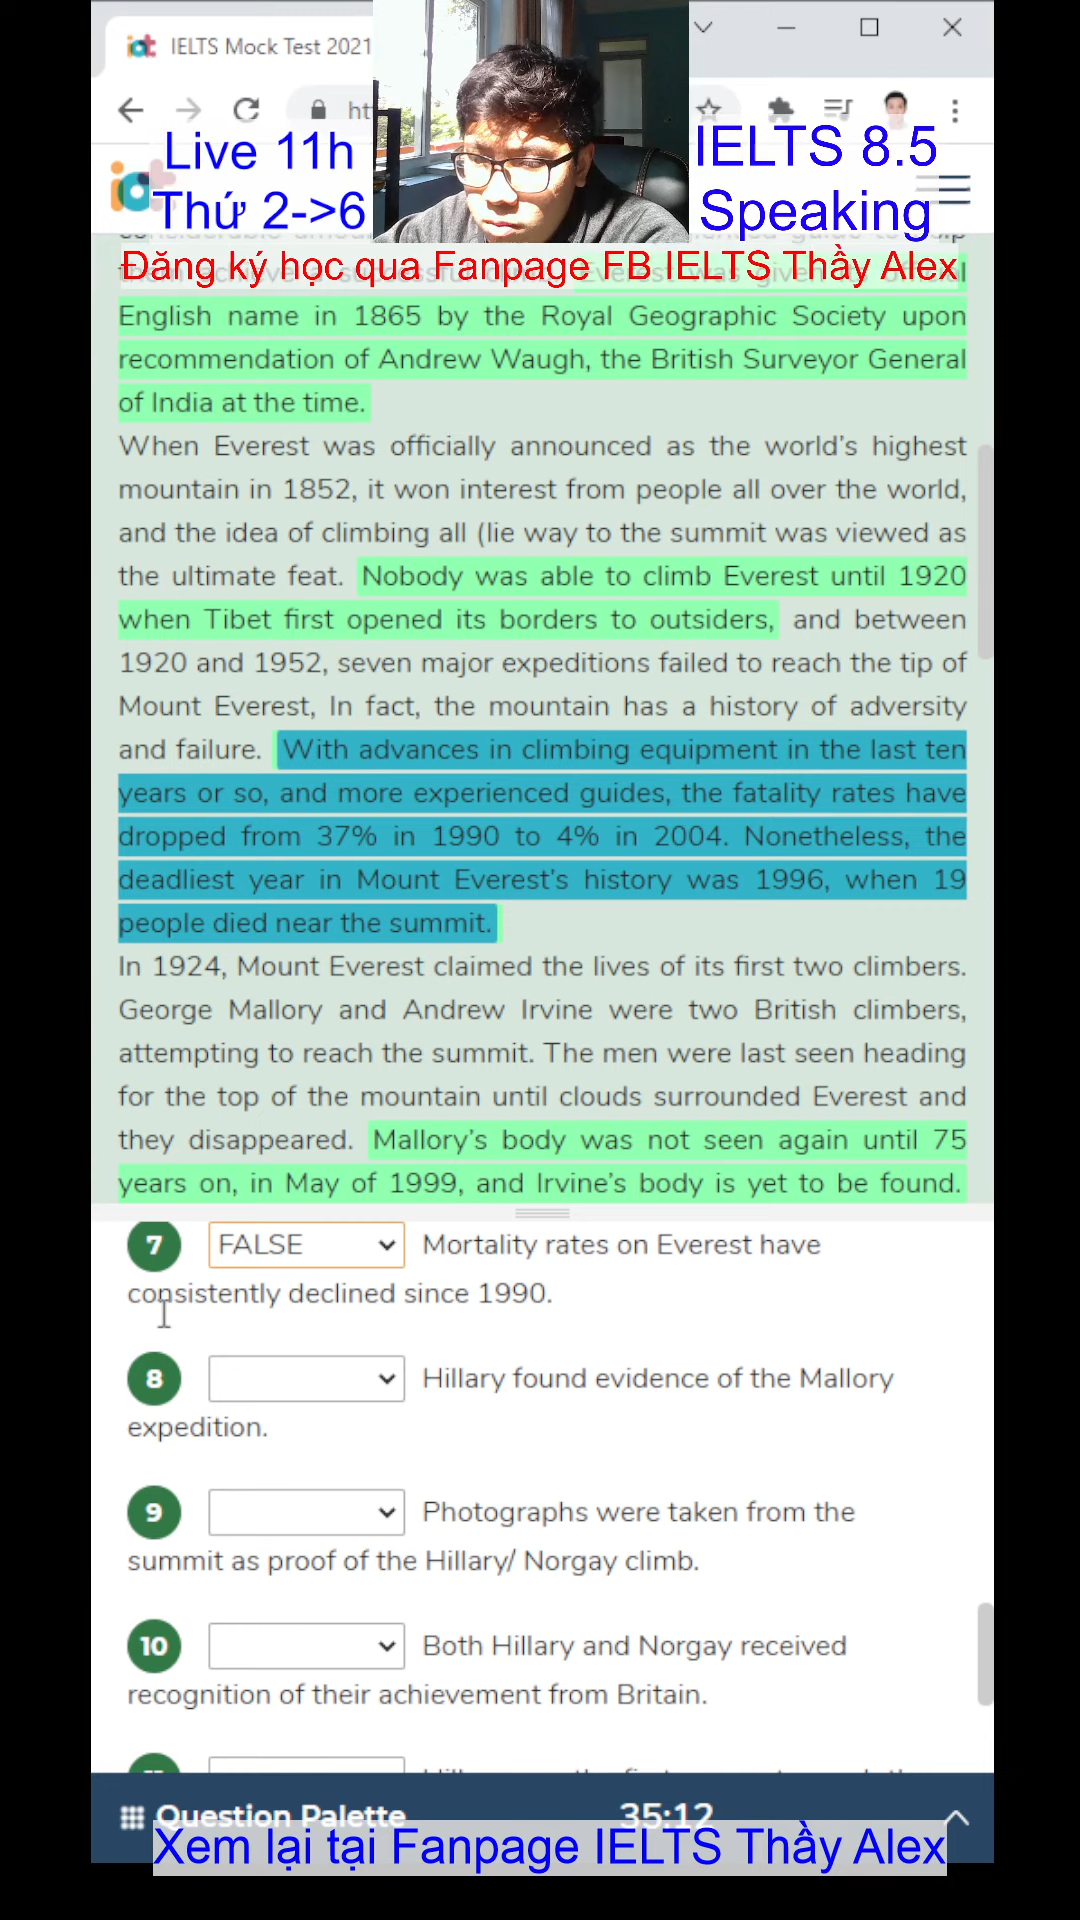 IELTS Mock Test 2021
Live 11h
Thứ 2->6
IELTS 8.5
Speaking
Đăng ký học qua Fanpage FB IELTS Thầy Alex
English name in 1865 by the Royal Geographic Society upon
recommendation of Andrew Waugh, the British Surveyor General
of India at the time.
When Everest was officially announced as the world's highest
mountain in 1852, it won interest from people all over the world,
and the idea of climbing all (lie way to the summit was viewed as
the ultimate feat. Nobody was able to climb Everest until 1920
when Tibet first opened its borders to outsiders, and between
1920 and 1952, seven major expeditions failed to reach the tip of
Mount Everest, In fact, the mountain has a history of adversity
and failure. With advances in climbing equipment in the last ten
years or so, and more experienced guides, the fatality rates have
dropped from 37% in 1990 to 4% in 2004. Nonetheless, the
deadliest year in Mount Everest's history was 1996, when 19
people died near the summit.
In 1924, Mount Everest claimed the lives of its first two climbers.
George Mallory and Andrew Irvine were two British climbers,
attempting to reach the summit. The men were last seen heading
for the top of the mountain until clouds surrounded Everest and
they disappeared. Mallory's body was not seen again until 75
years on, in May of 1999, and Irvine's body is yet to be found.
7 FALSE Mortality rates on Everest have
consistently declined since 1990.
8 Hillary found evidence of the Mallory
expedition.
9 Photographs were taken from the
summit as proof of the Hillary/ Norgay climb.
10 Both Hillary and Norgay received
recognition of their achievement from Britain.
Question Palette 35:12
Xem lại tại Fanpage IELTS Thầy Alex